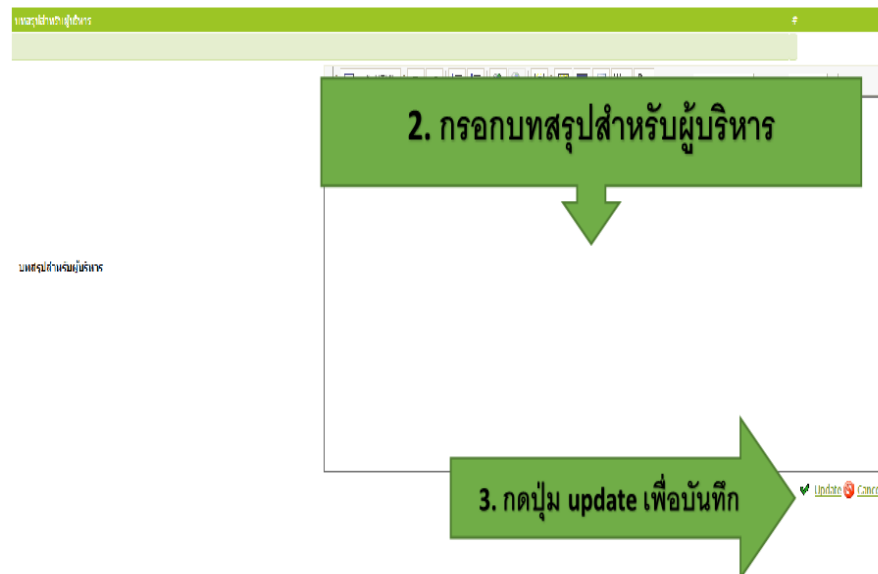 บทสรุปสำหรับผู้บริหาร #
2. กรอกบทสรุปสำหรับผู้บริหาร
บทสรุปสำหรับผู้บริหาร
3. กดปุ่ม update เพื่อบันทึก
Update Cance